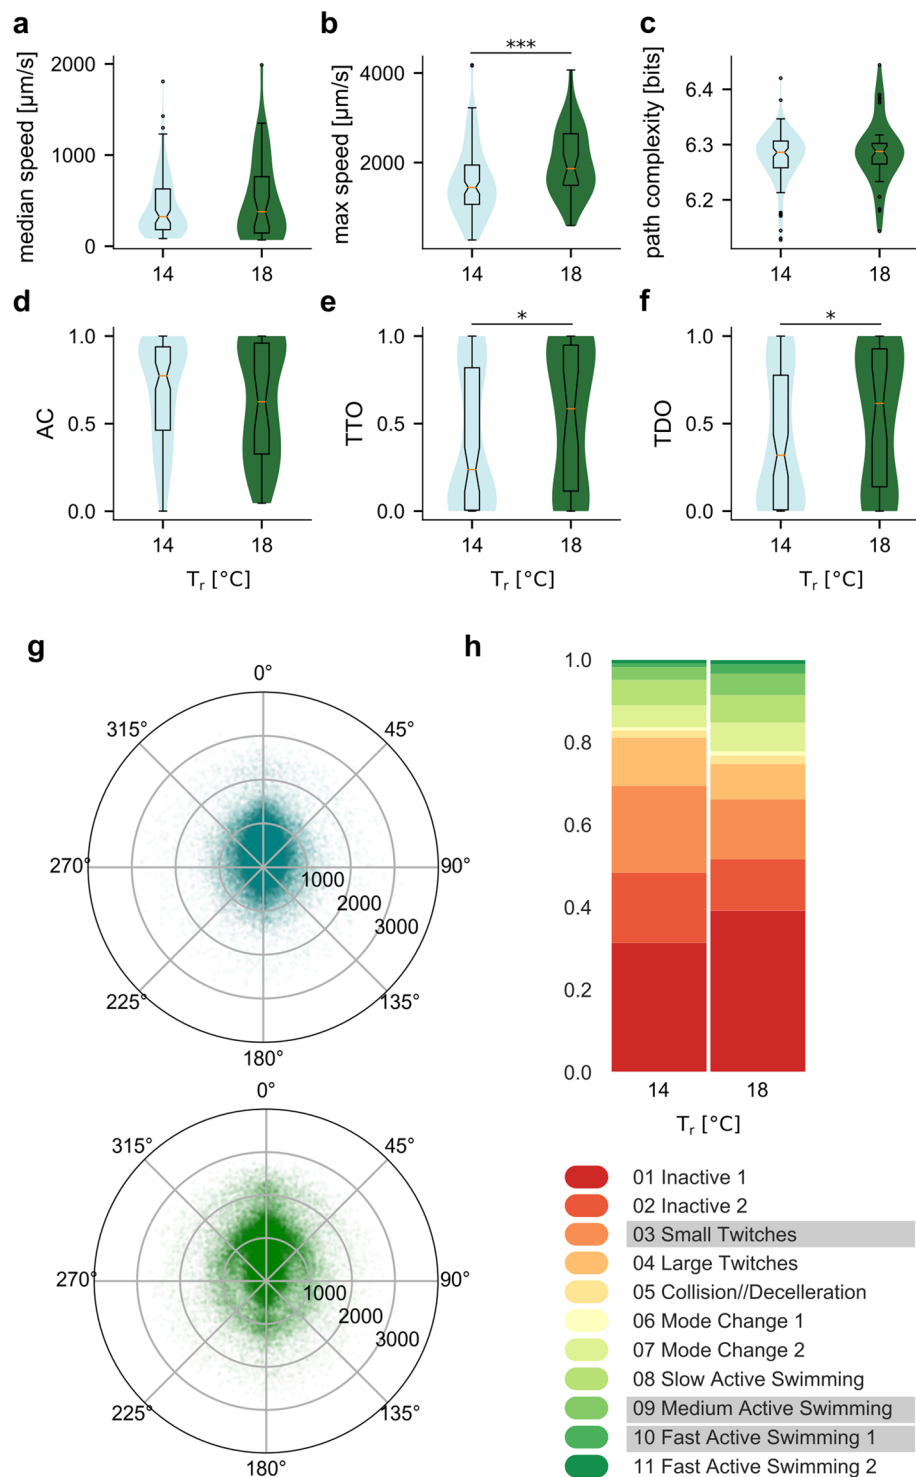 a
b
c
median speed [µm/s]
2000
1000
0
14
18
max speed [µm/s]
***
4000
2000
14
18
path complexity [bits]
6.4
6.3
6.2
14
18
d
e
f
AC
1.0
0.5
0.0
14
18
Tr [°C]
TTO
*
1.0
0.5
0.0
14
18
Tr [°C]
TDO
*
1.0
0.5
0.0
14
18
Tr [°C]
g
0°
315°
45°
270°
90°
1000
2000
3000
225°
135°
180°
0°
315°
45°
270°
90°
1000
2000
3000
225°
135°
180°
h
1.0
0.8
0.6
0.4
0.2
0.0
14
18
Tr [°C]
01 Inactive 1
02 Inactive 2
03 Small Twitches
04 Large Twitches
05 Collision//Decelleration
06 Mode Change 1
07 Mode Change 2
08 Slow Active Swimming
09 Medium Active Swimming
10 Fast Active Swimming 1
11 Fast Active Swimming 2